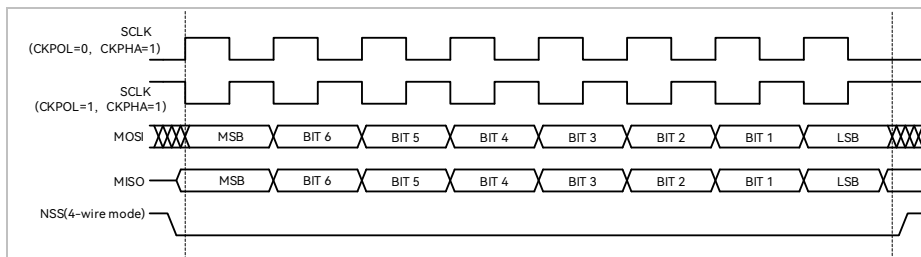 SCLK
(CKPOL=0, CKPHA=1)
SCLK
(CKPOL=1, CKPHA=1)
MOSI MSB BIT 6 BIT 5 BIT 4 BIT 3 BIT 2 BIT 1 LSB
MISO MSB BIT 6 BIT 5 BIT 4 BIT 3 BIT 2 BIT 1 LSB
NSS(4-wire mode)